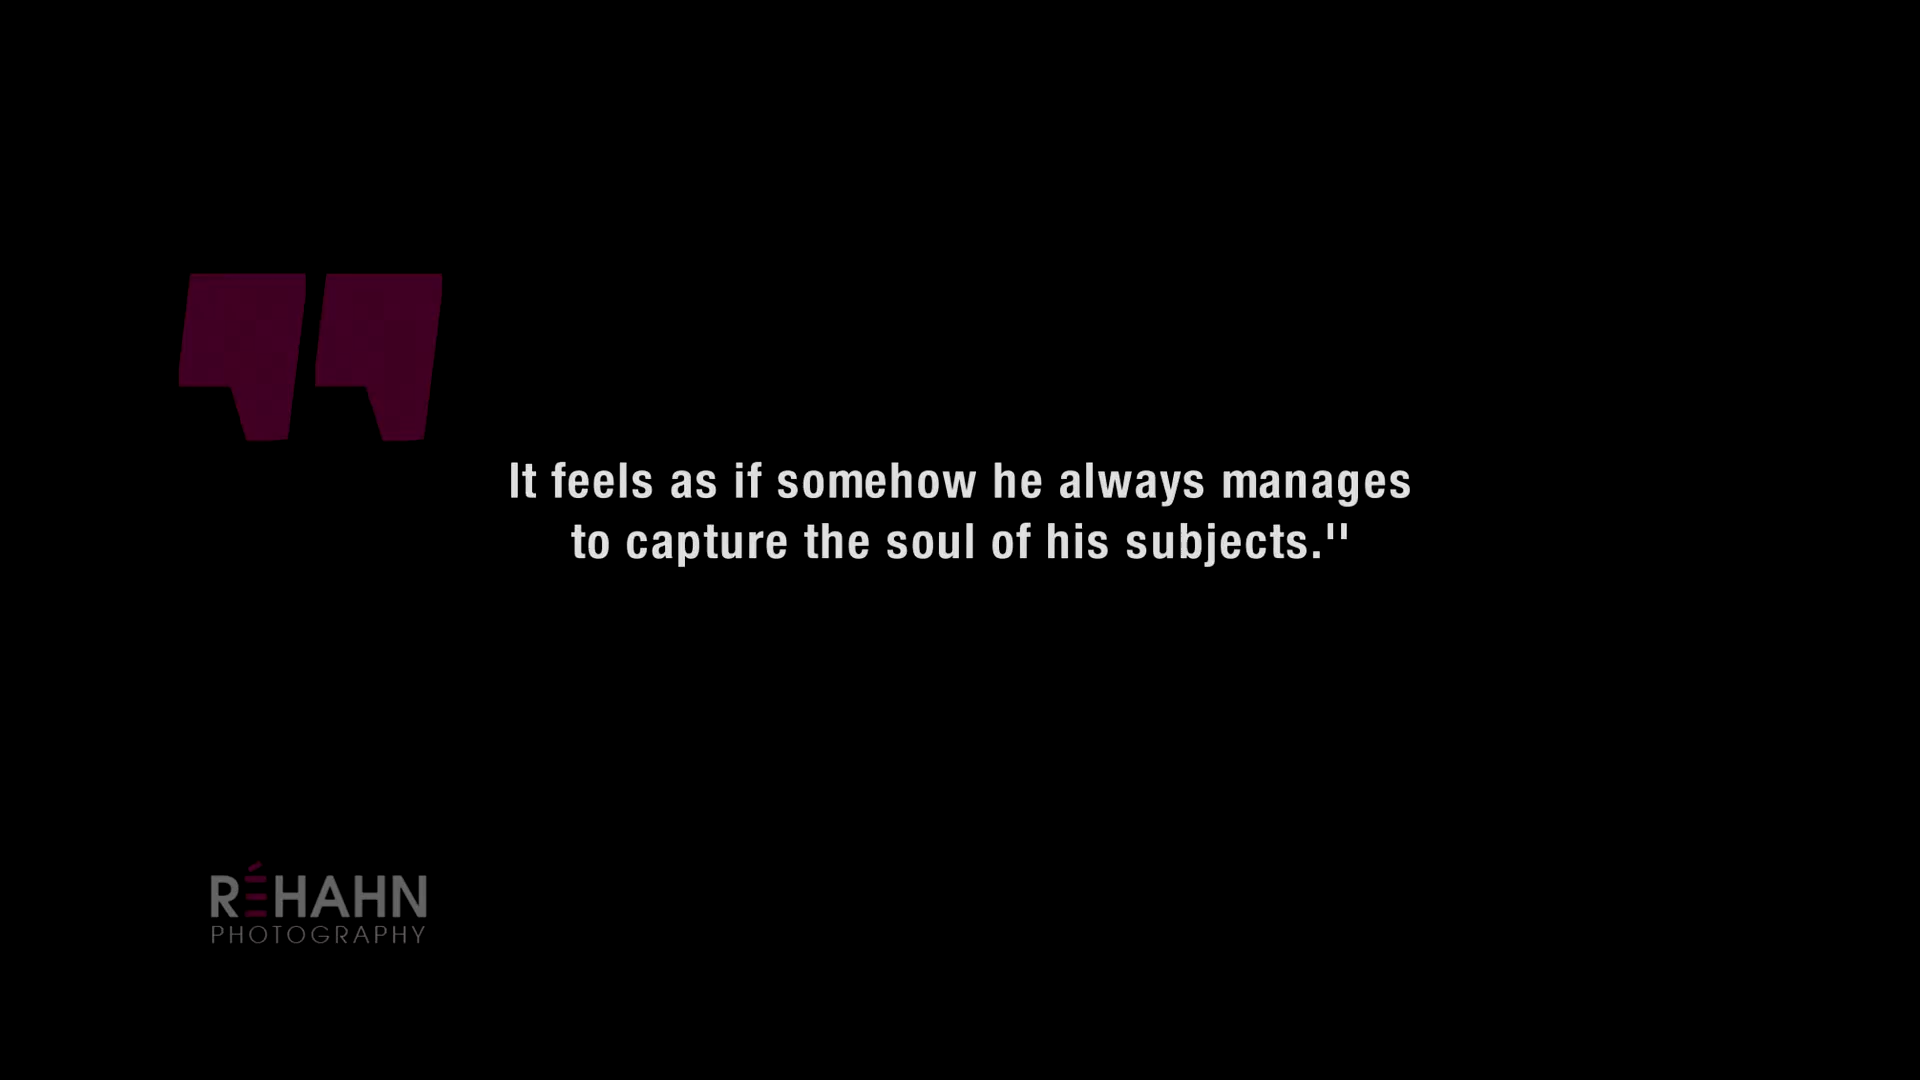 It feels as if somehow he always manages
to capture the soul of his subjects."
RÉHAHN
PHOTOGRAPHY